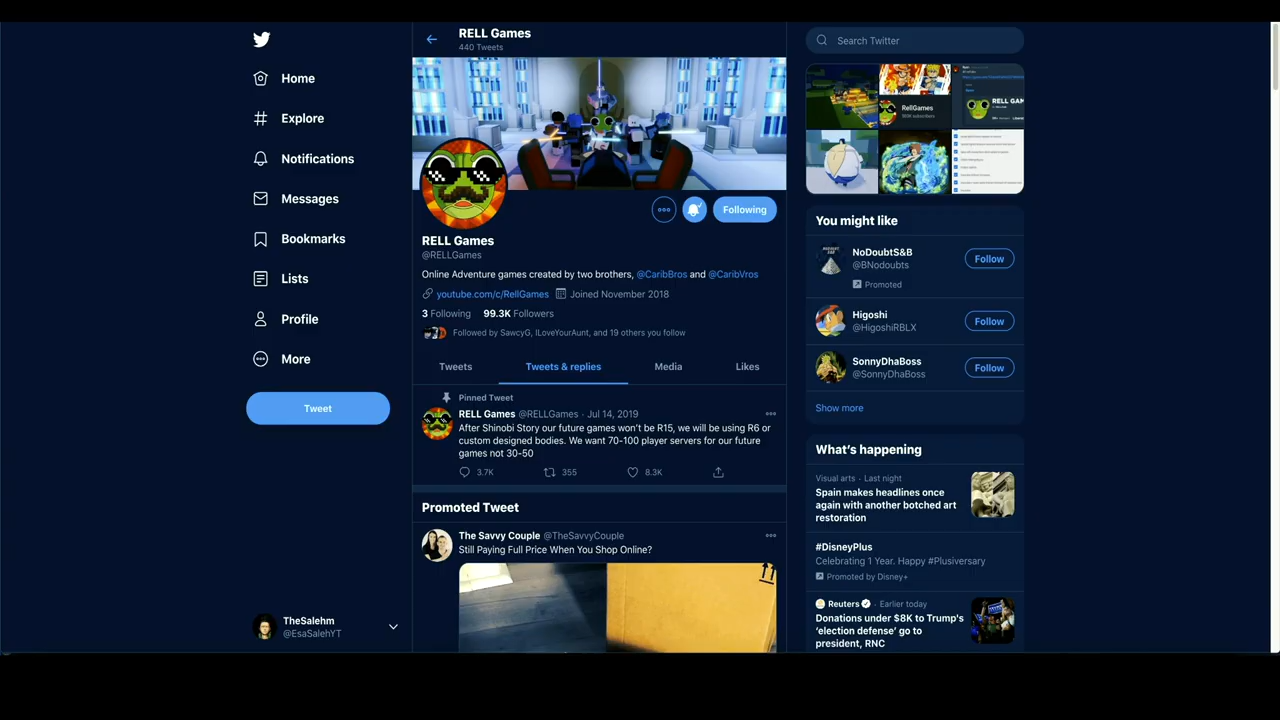 Home
Explore
Notifications
Messages
Bookmarks
Lists
Profile
More
Tweet
TheSalehm
@EsaSalehYT
RELL Games
440 Tweets
Following
RELL Games
@RELLGames
Online Adventure games created by two brothers, @CaribBros and @CaribVros
youtube.com/c/RellGames Joined November 2018
3 Following 99.3K Followers
Followed by SawcyG, ILoveYourAunt, and 19 others you follow
Tweets Tweets & replies Media Likes
Pinned Tweet
RELL Games @RELLGames · Jul 14, 2019
After Shinobi Story our future games won't be R15, we will be using R6 or
custom designed bodies. We want 70-100 player servers for our future
games not 30-50
3.7K 355 8.3K
Promoted Tweet
The Savvy Couple @TheSavvyCouple
Still Paying Full Price When You Shop Online?
Search Twitter
RellGames
RELL GAM
You might like
NoDoubtS&B
@BNodoubts
Follow
Promoted
Higoshi
@HigoshiRBLX
Follow
SonnyDhaBoss
@SonnyDhaBoss
Follow
Show more
What's happening
Visual arts · Last night
Spain makes headlines once
again with another botched art
restoration
#DisneyPlus
Celebrating 1 Year. Happy #Plusiversary
Promoted by Disney+
Reuters · Earlier today
Donations under $8K to Trump's
'election defense' go to
president, RNC